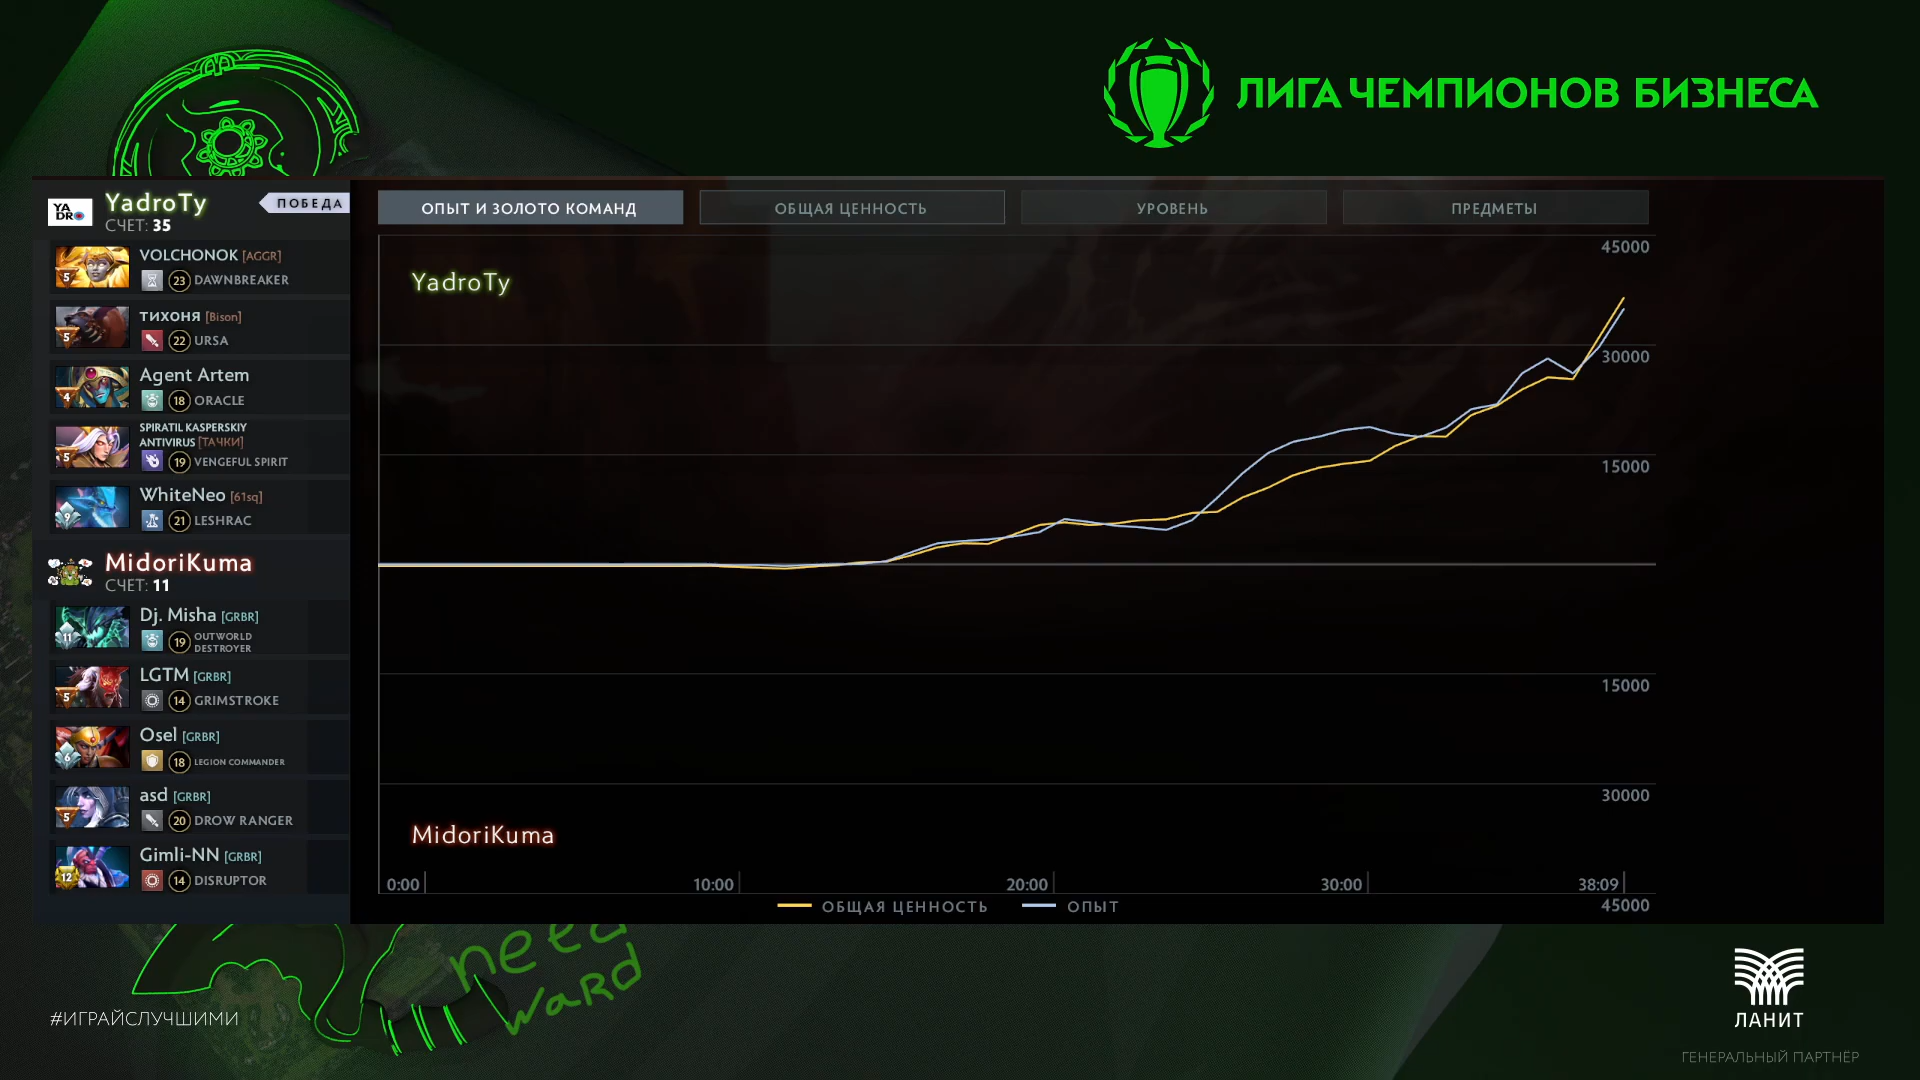 ЛИГА ЧЕМПИОНОВ БИЗНЕСА
YADRO
YadroTy
ПОБЕДА
СЧЕТ: 35
5
VOLCHONOK [AGGR]
23 DAWNBREAKER
5
ТИХОНЯ [Bison]
22 URSA
4
Agent Artem
18 ORACLE
5
SPIRATIL KASPERSKIY
ANTIVIRUS [ТАЧКИ]
19 VENGEFUL SPIRIT
9
WhiteNeo [61sq]
21 LESHRAC
MidoriKuma
СЧЕТ: 11
11
Dj. Misha [GRBR]
19 OUTWORLD
DESTROYER
5
LGTM [GRBR]
14 GRIMSTROKE
6
Osel [GRBR]
18 LEGION COMMANDER
5
asd [GRBR]
20 DROW RANGER
12
Gimli-NN [GRBR]
14 DISRUPTOR
ОПЫТ И ЗОЛОТО КОМАНД
ОБЩАЯ ЦЕННОСТЬ
УРОВЕНЬ
ПРЕДМЕТЫ
45000
YadroTy
30000
15000
15000
30000
MidoriKuma
0:00 10:00 20:00 30:00 38:09
45000
ОБЩАЯ ЦЕННОСТЬ ОПЫТ
need
ward
#ИГРАЙСЛУЧШИМИ
ЛАНИТ
ГЕНЕРАЛЬНЫЙ ПАРТНЁР